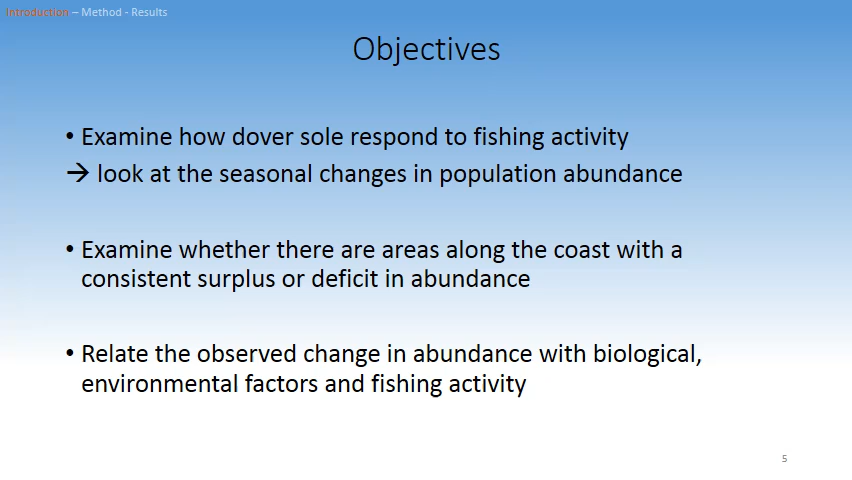 Introduction – Method - Results
Objectives
• Examine how dover sole respond to fishing activity
→ look at the seasonal changes in population abundance
• Examine whether there are areas along the coast with a
consistent surplus or deficit in abundance
• Relate the observed change in abundance with biological,
environmental factors and fishing activity
5